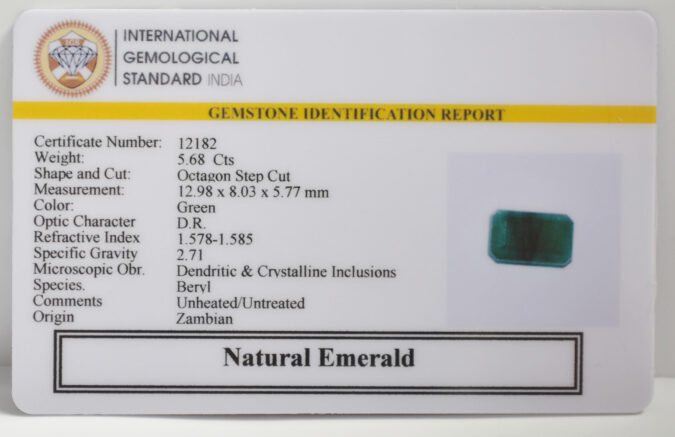 INTERNATIONAL
GEMOLOGICAL
STANDARD INDIA
GEMSTONE IDENTIFICATION REPORT
Certificate Number: 12182
Weight: 5.68 Cts
Shape and Cut: Octagon Step Cut
Measurement: 12.98 x 8.03 x 5.77 mm
Color: Green
Optic Character D.R.
Refractive Index 1.578-1.585
Specific Gravity 2.71
Microscopic Obr. Dendritic & Crystalline Inclusions
Species. Beryl
Comments Unheated/Untreated
Origin Zambian
Natural Emerald